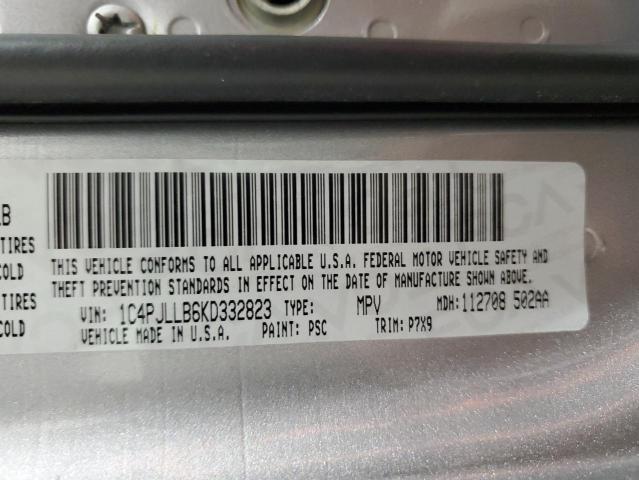 LB
TIRES
COLD
TIRES
COLD
THIS VEHICLE CONFORMS TO ALL APPLICABLE U.S.A. FEDERAL MOTOR VEHICLE SAFETY AND
THEFT PREVENTION STANDARDS IN EFFECT ON THE DATE OF MANUFACTURE SHOWN ABOVE.
VIN: 1C4PJLLB6KD332823 TYPE: MPV MDH: 112708 502AA
VEHICLE MADE IN U.S.A. PAINT: PSC TRIM: P7X9